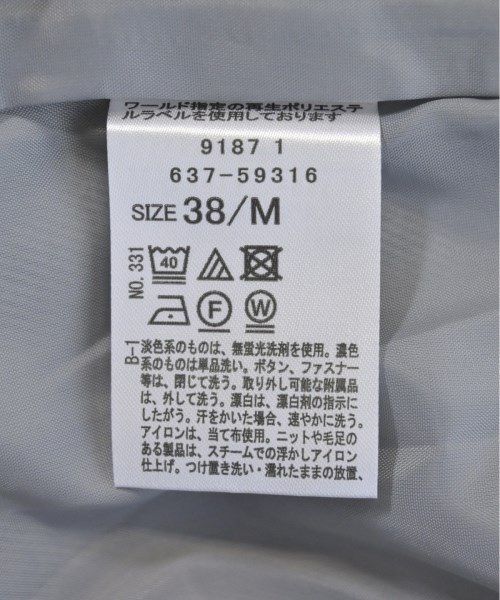 ワールド指定の再生ポリエステ
ルラベルを使用しております
9187 1
637-59316
SIZE 38/M
NO. 331
40
F W
B-1
淡色系のものは、無蛍光洗剤を使用。濃色
系のものは単品洗い。ボタン、ファスナー
等は、閉じて洗う。取り外し可能な附属品
は、外して洗う。漂白は、漂白剤の指示に
したがう。汗をかいた場合、速やかに洗う。
アイロンは、当て布使用。ニットや毛足の
ある製品は、スチームでの浮かしアイロン
仕上げ。つけ置き洗い・濡れたままの放置、